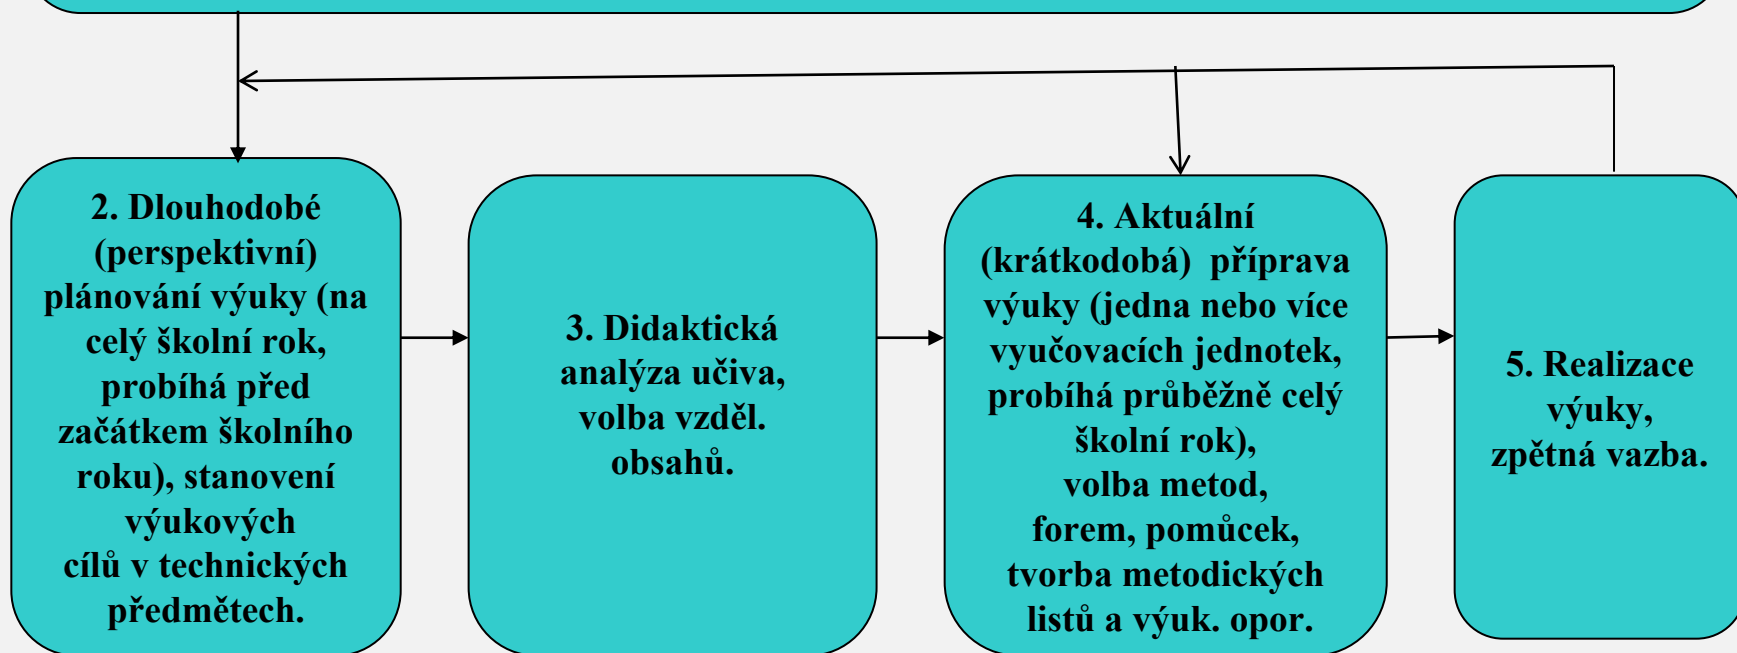 2. Dlouhodobé
(perspektivní)
plánování výuky (na
celý školní rok,
probíhá před
začátkem školního
roku), stanovení
výukových
cílů v technických
předmětech.
3. Didaktická
analýza učiva,
volba vzděl.
obsahů.
4. Aktuální
(krátkodobá) příprava
výuky (jedna nebo více
vyučovacích jednotek,
probíhá průběžně celý
školní rok),
volba metod,
forem, pomůcek,
tvorba metodických
listů a výuk. opor.
5. Realizace
výuky,
zpětná vazba.